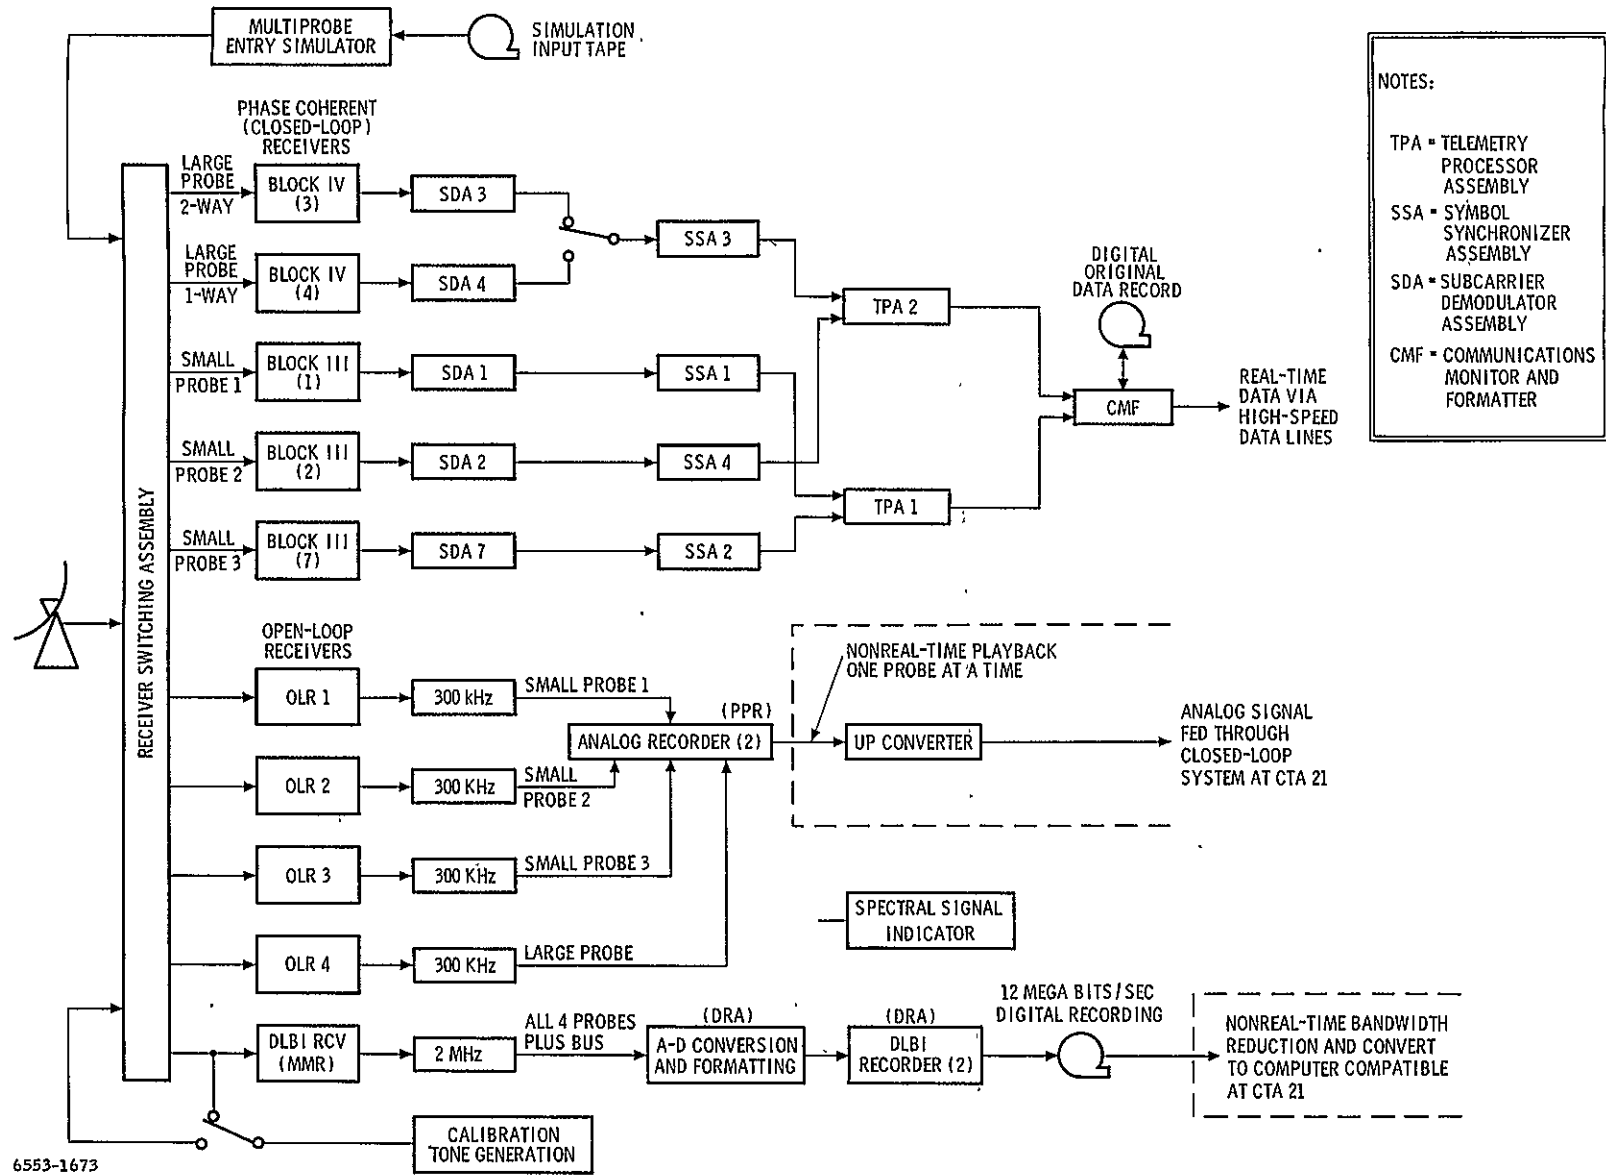 MULTIPROBE
ENTRY SIMULATOR
SIMULATION
INPUT TAPE
PHASE COHERENT
(CLOSED-LOOP)
RECEIVERS
LARGE
PROBE
2-WAY
BLOCK IV
(3)
SDA 3
SSA 3
LARGE
PROBE
1-WAY
BLOCK IV
(4)
SDA 4
TPA 2
DIGITAL
ORIGINAL
DATA RECORD
SMALL
PROBE 1
BLOCK III
(1)
SDA 1
SSA 1
CMF
REAL-TIME
DATA VIA
HIGH-SPEED
DATA LINES
SMALL
PROBE 2
BLOCK III
(2)
SDA 2
SSA 4
TPA 1
SMALL
PROBE 3
BLOCK III
(7)
SDA 7
SSA 2
NOTES:
TPA = TELEMETRY
PROCESSOR
ASSEMBLY
SSA = SYMBOL
SYNCHRONIZER
ASSEMBLY
SDA = SUBCARRIER
DEMODULATOR
ASSEMBLY
CMF = COMMUNICATIONS
MONITOR AND
FORMATTER
RECEIVER SWITCHING ASSEMBLY
OPEN-LOOP
RECEIVERS
OLR 1
300 kHz
SMALL PROBE 1
(PPR)
ANALOG RECORDER (2)
NONREAL-TIME PLAYBACK
ONE PROBE AT A TIME
UP CONVERTER
ANALOG SIGNAL
FED THROUGH
CLOSED-LOOP
SYSTEM AT CTA 21
OLR 2
300 KHz
SMALL
PROBE 2
OLR 3
300 KHz
SMALL PROBE 3
OLR 4
300 KHz
LARGE PROBE
SPECTRAL SIGNAL
INDICATOR
DLBI RCV
(MMR)
2 MHz
ALL 4 PROBES
PLUS BUS
(DRA)
A-D CONVERSION
AND FORMATTING
(DRA)
DLBI
RECORDER (2)
12 MEGA BITS/SEC
DIGITAL RECORDING
NONREAL-TIME BANDWIDTH
REDUCTION AND CONVERT
TO COMPUTER COMPATIBLE
AT CTA 21
CALIBRATION
TONE GENERATION
6553-1673